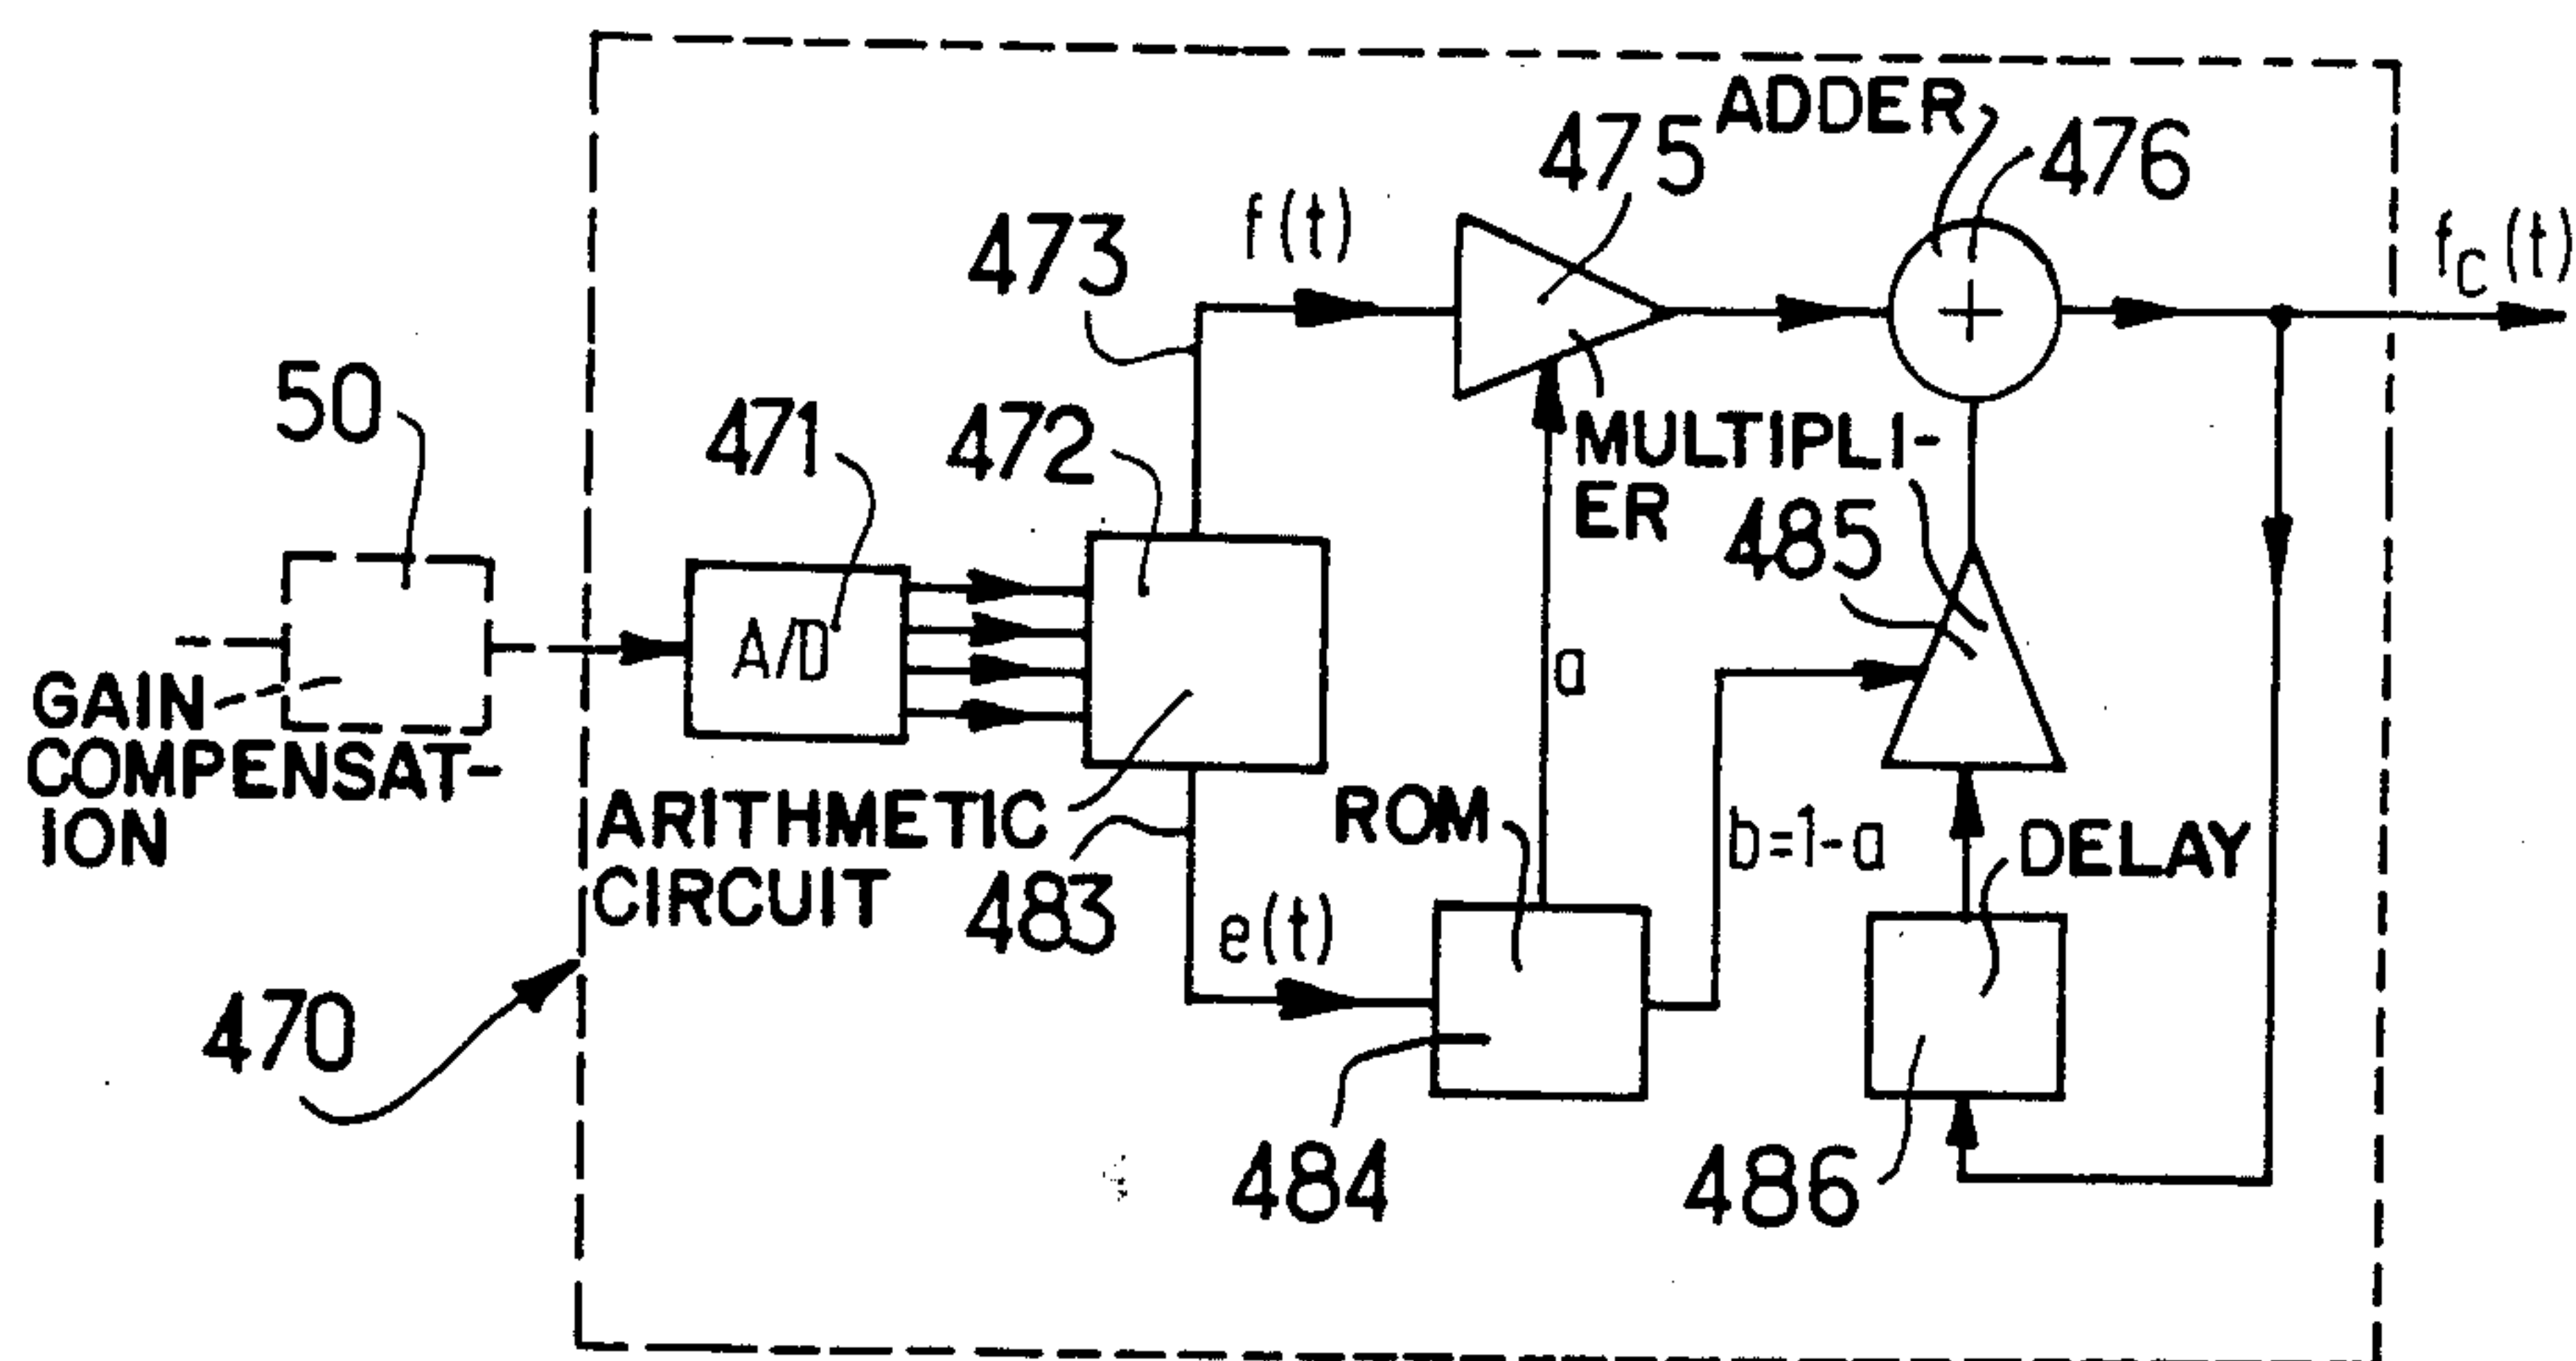 ADDER
475
476
473
f(t)
fC(t)
50
471
472
MULTIPLI-
ER
485
A/D
a
GAIN
COMPENSAT-
ION
ARITHMETIC
CIRCUIT
483
ROM
b=1-a
DELAY
e(t)
470
484
486